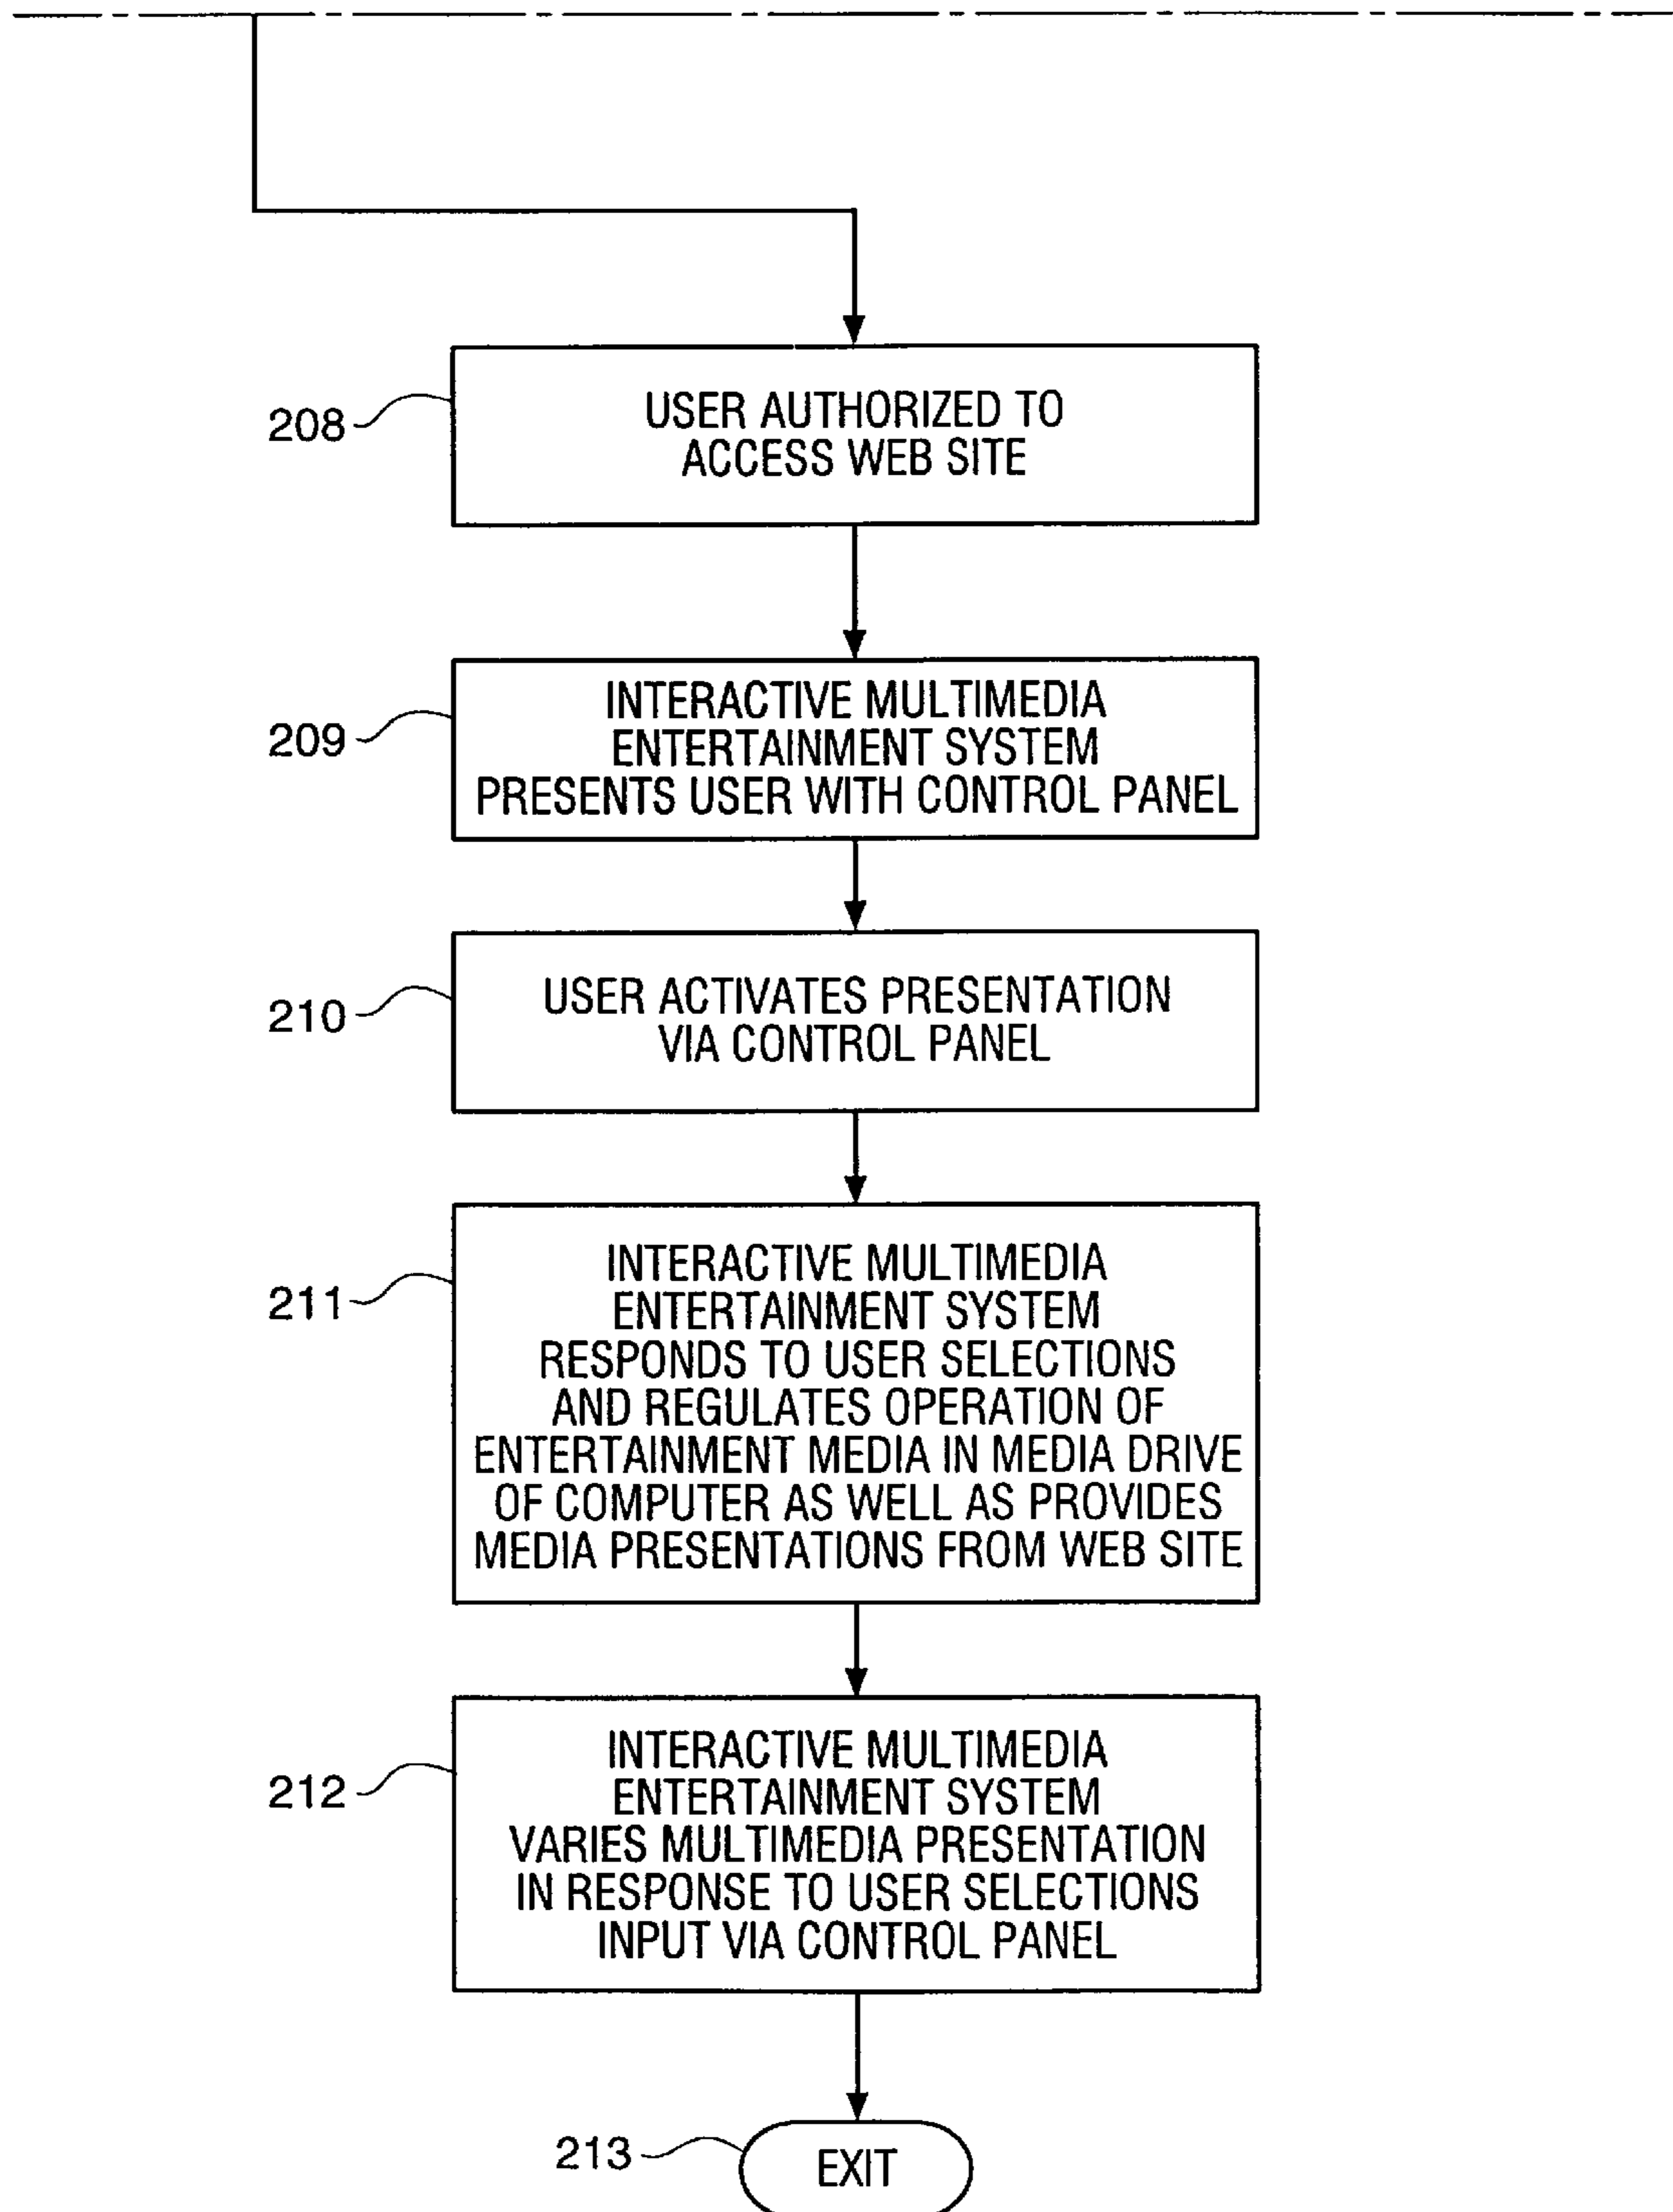 208
USER AUTHORIZED TO
ACCESS WEB SITE
209
INTERACTIVE MULTIMEDIA
ENTERTAINMENT SYSTEM
PRESENTS USER WITH CONTROL PANEL
210
USER ACTIVATES PRESENTATION
VIA CONTROL PANEL
211
INTERACTIVE MULTIMEDIA
ENTERTAINMENT SYSTEM
RESPONDS TO USER SELECTIONS
AND REGULATES OPERATION OF
ENTERTAINMENT MEDIA IN MEDIA DRIVE
OF COMPUTER AS WELL AS PROVIDES
MEDIA PRESENTATIONS FROM WEB SITE
212
INTERACTIVE MULTIMEDIA
ENTERTAINMENT SYSTEM
VARIES MULTIMEDIA PRESENTATION
IN RESPONSE TO USER SELECTIONS
INPUT VIA CONTROL PANEL
213
EXIT